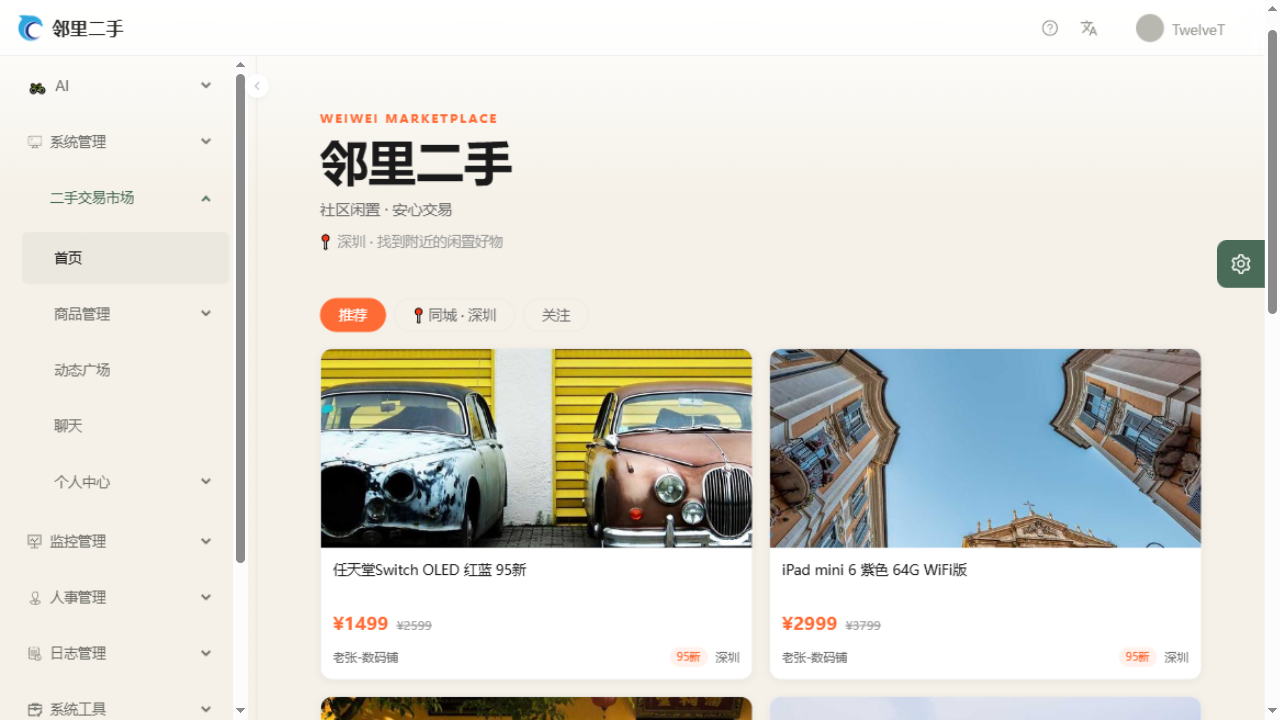 邻里二手
TwelveT
AI
系统管理
二手交易市场
首页
商品管理
动态广场
聊天
个人中心
监控管理
人事管理
日志管理
系统工具
WEIWEI MARKETPLACE
邻里二手
社区闲置 · 安心交易
深圳 · 找到附近的闲置好物
推荐
同城 · 深圳
关注
任天堂Switch OLED 红蓝 95新
¥1499 ¥2599
老张-数码铺 95新 深圳
iPad mini 6 紫色 64G WiFi版
¥2999 ¥3799
老张-数码铺 95新 深圳